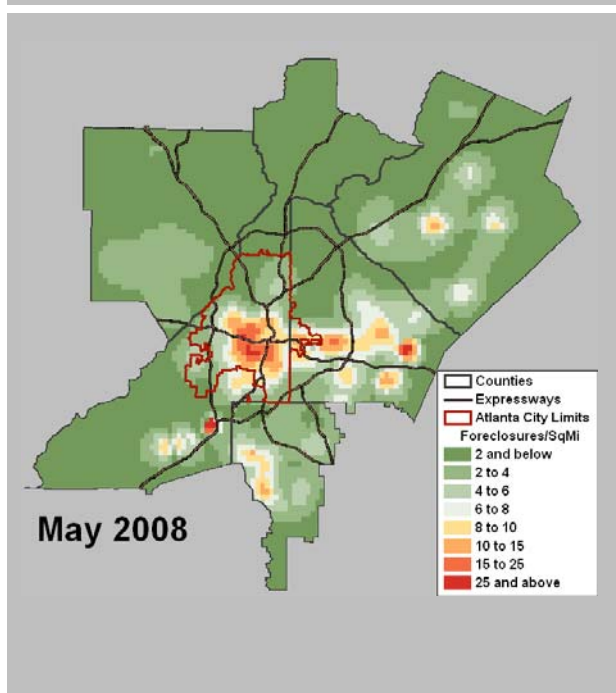 Counties
Expressways
Atlanta City Limits
Foreclosures/SqMi
2 and below
2 to 4
4 to 6
6 to 8
8 to 10
10 to 15
15 to 25
25 and above
May 2008